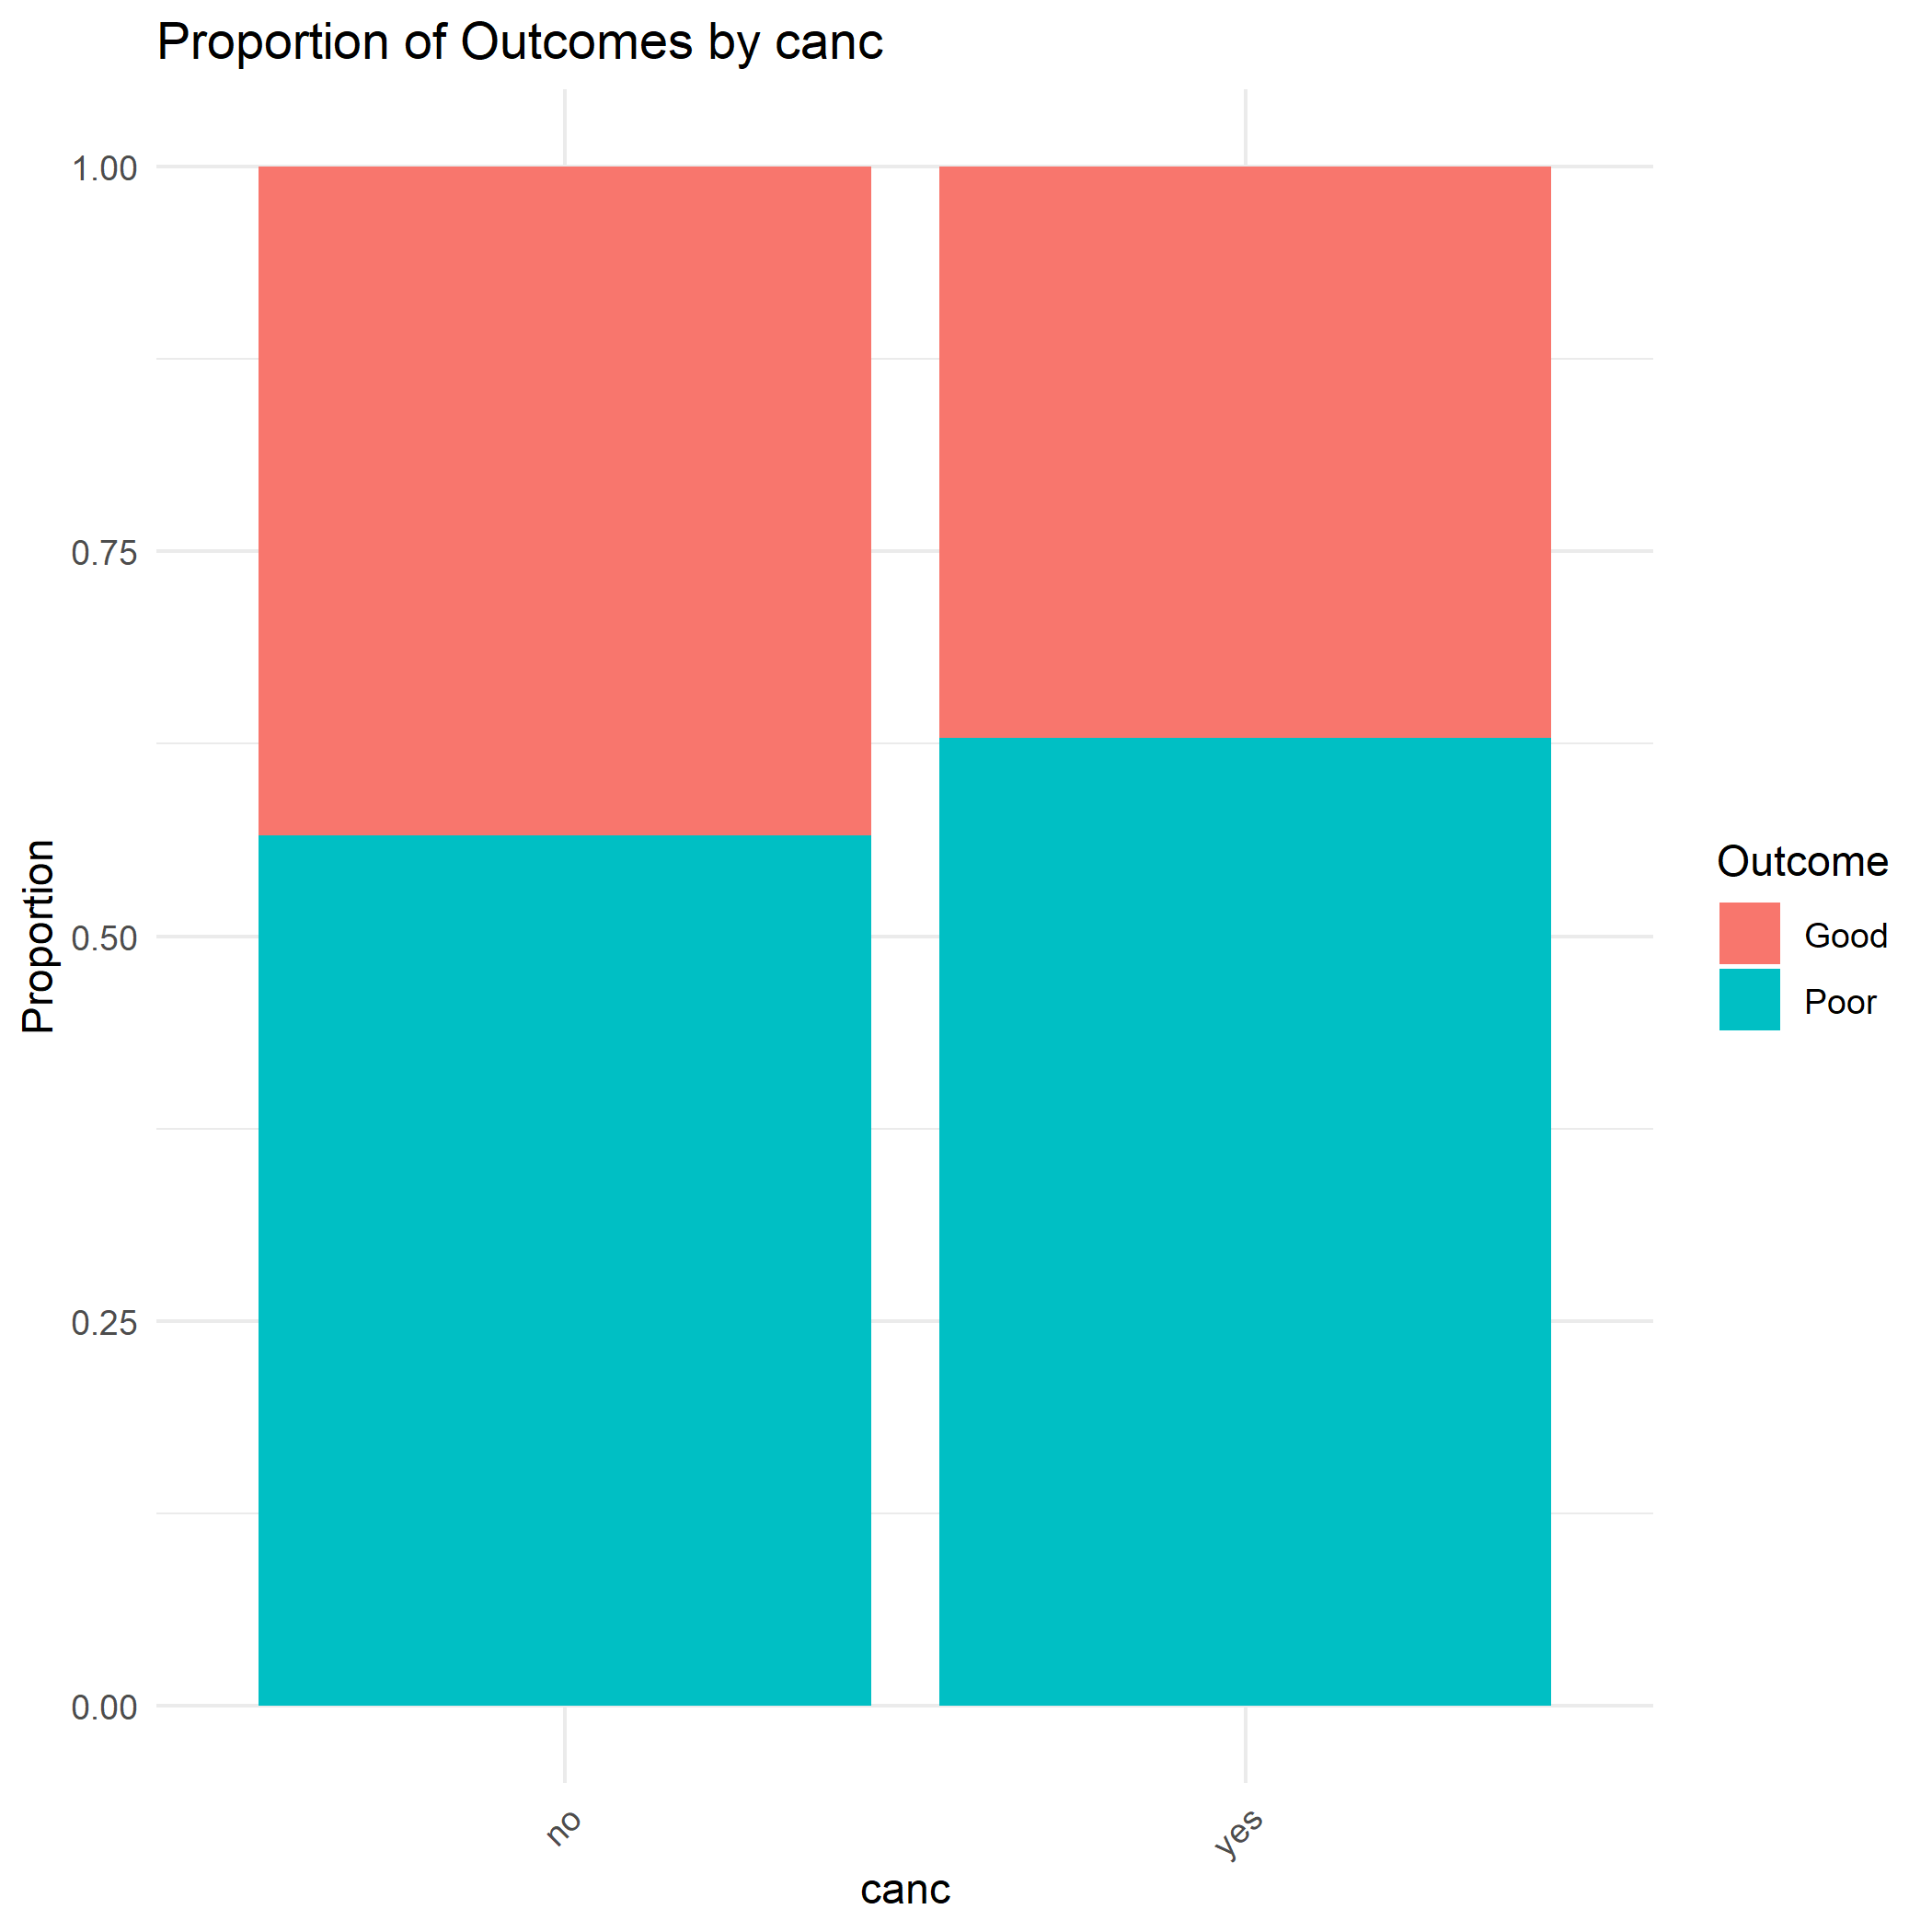 Proportion of Outcomes by canc
1.00
0.75
0.50
0.25
0.00
Proportion
no
yes
canc
Outcome
Good
Poor